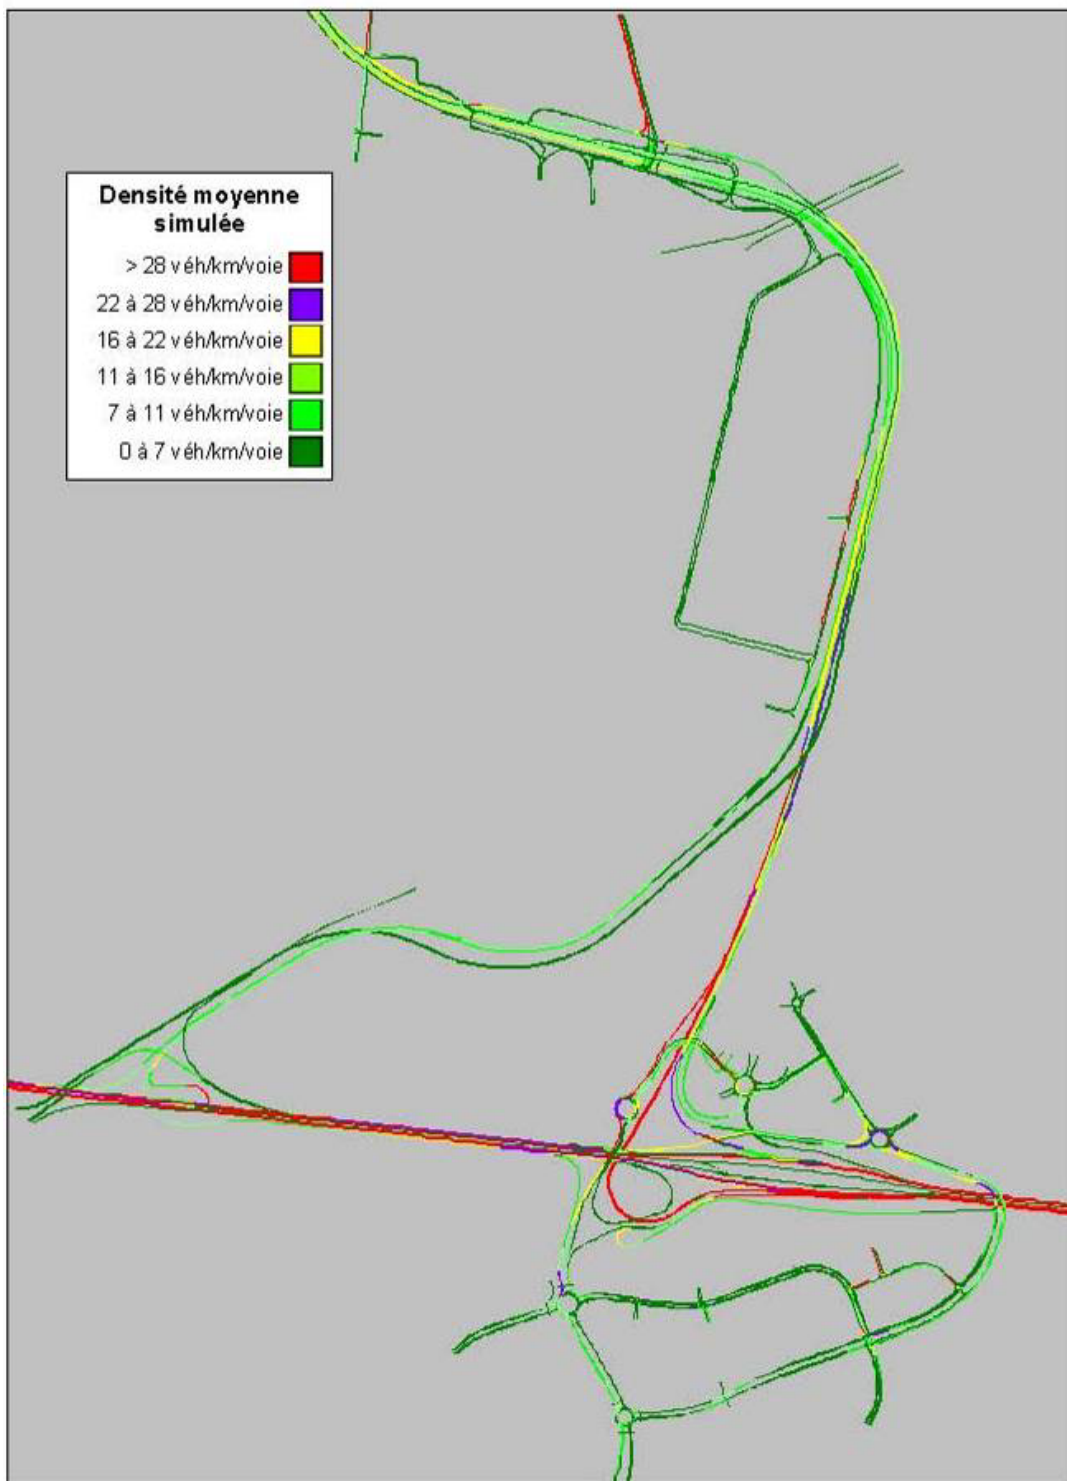 Densité moyenne
simulée
> 28 véh/km/voie
22 à 28 véh/km/voie
16 à 22 véh/km/voie
11 à 16 véh/km/voie
7 à 11 véh/km/voie
0 à 7 véh/km/voie